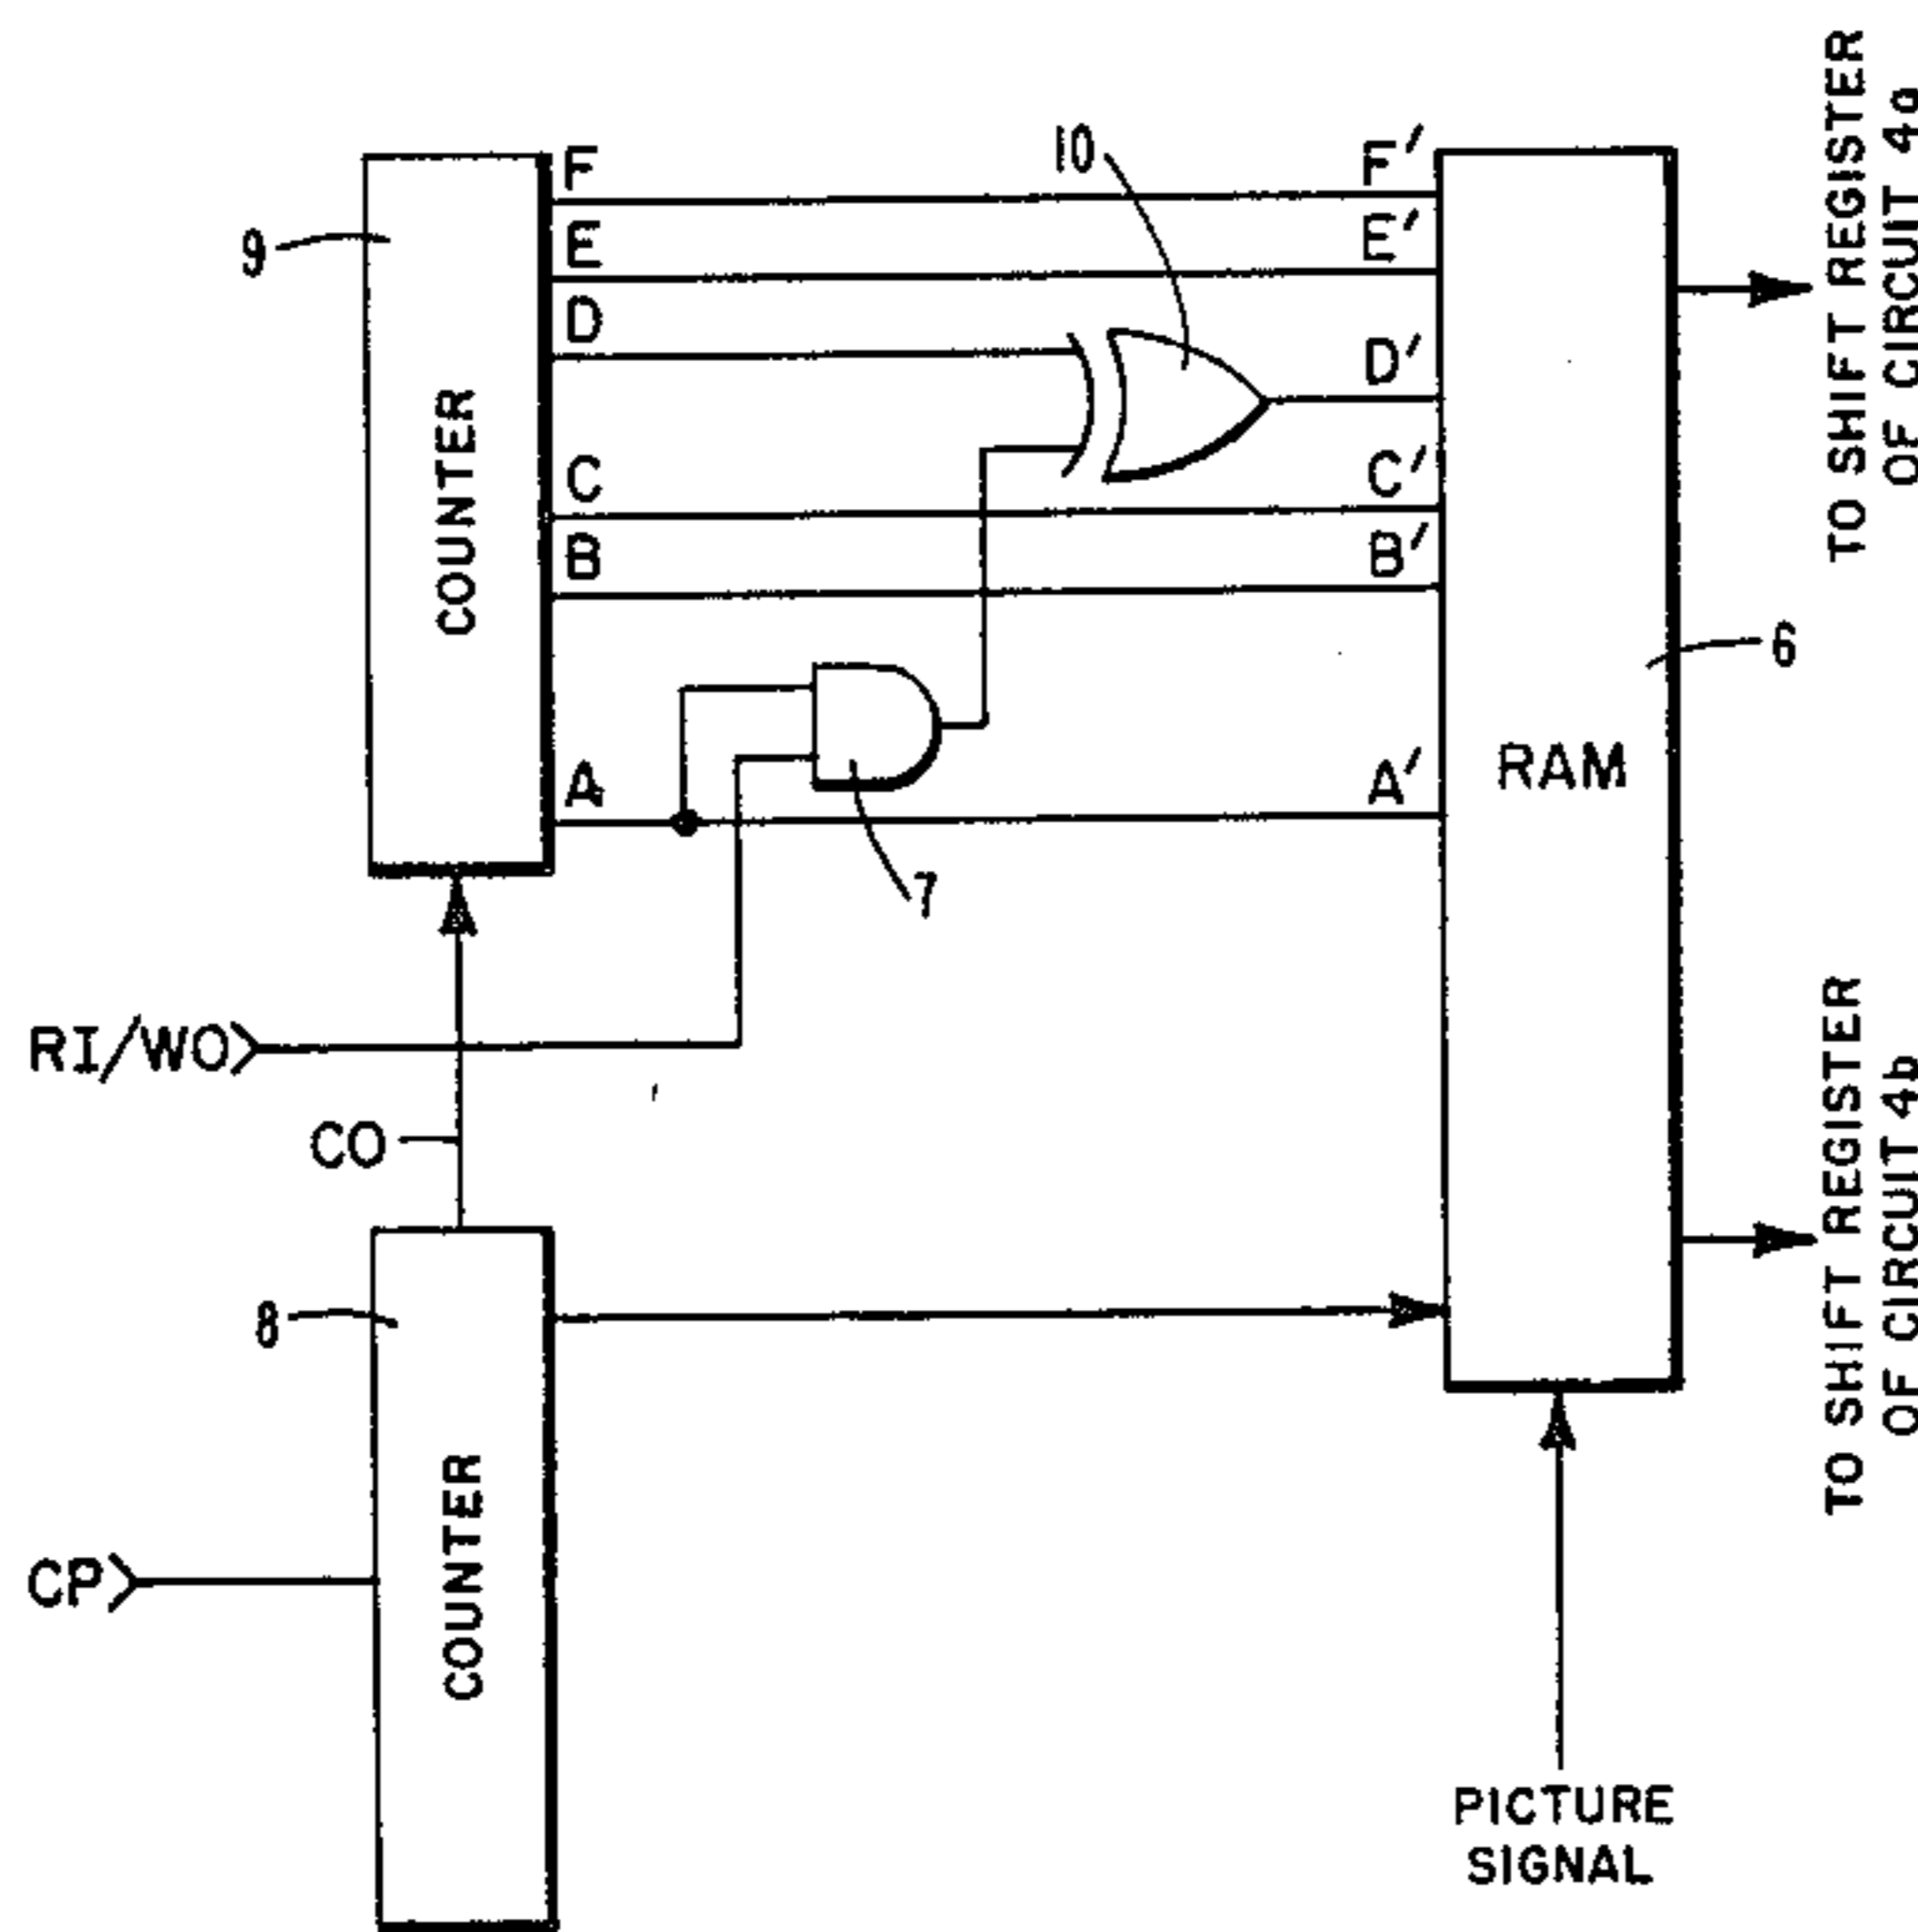 10
F
F'
9
E
E'
D
D'
COUNTER
C
C'
B
B'
6
A
A'
RAM
7
RI/WO
CO
8
COUNTER
CP
PICTURE
SIGNAL
TO SHIFT REGISTER
OF CIRCUIT 4a
TO SHIFT REGISTER
OF CIRCUIT 4b